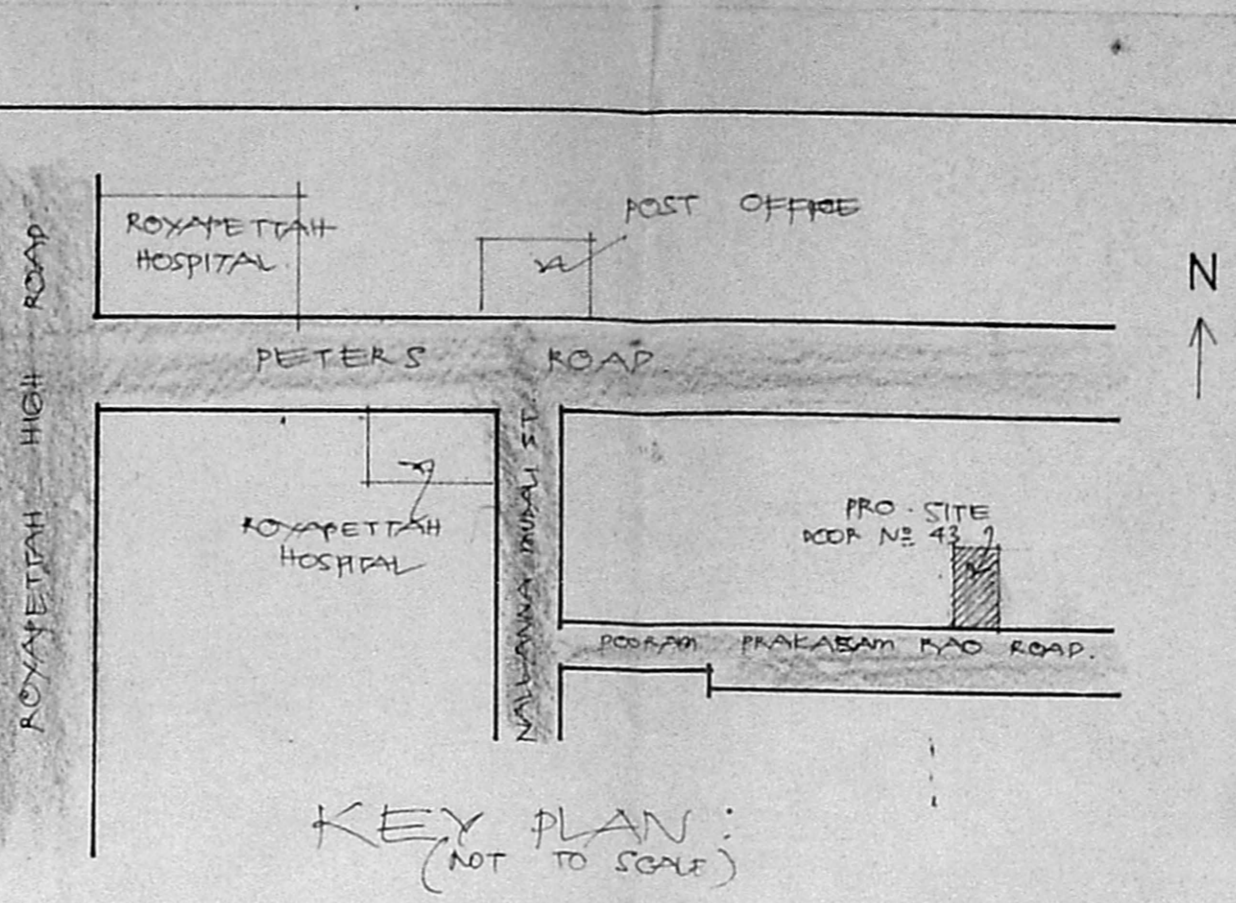 POST OFFICE
ROYAPETTAH
HOSPITAL
N
PETERS ROAD
ROYAPETTAH HIGH ROAD
NALLANNA MUDALI ST.
ROYAPETTAH
HOSPITAL
PRO. SITE
DOOR Nº 43
POORAM PRAKASAM RAO ROAD.
KEY PLAN:
(NOT TO SCALE)